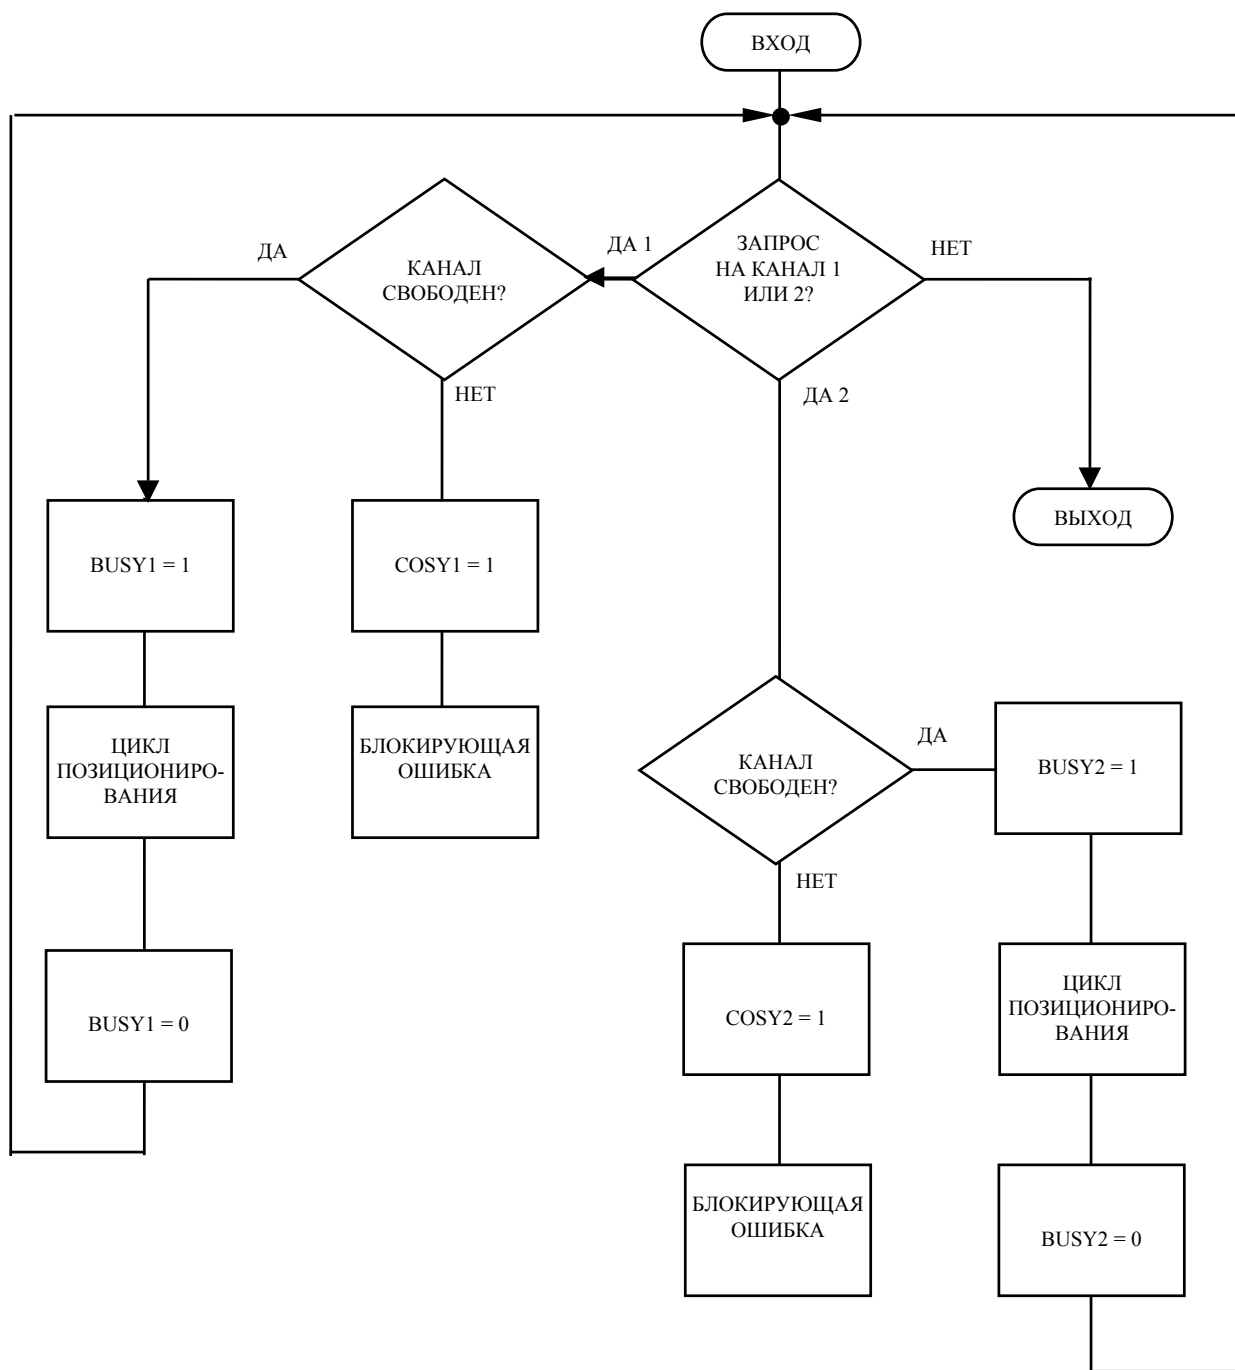 ВХОД
ДА
КАНАЛ
СВОБОДЕН?
ДА 1
ЗАПРОС
НА КАНАЛ 1
ИЛИ 2?
НЕТ
НЕТ
ДА 2
BUSY1 = 1
COSY1 = 1
ВЫХОД
ЦИКЛ
ПОЗИЦИОНИРО-
ВАНИЯ
БЛОКИРУЮЩАЯ
ОШИБКА
КАНАЛ
СВОБОДЕН?
ДА
BUSY2 = 1
НЕТ
BUSY1 = 0
COSY2 = 1
ЦИКЛ
ПОЗИЦИОНИРО-
ВАНИЯ
БЛОКИРУЮЩАЯ
ОШИБКА
BUSY2 = 0